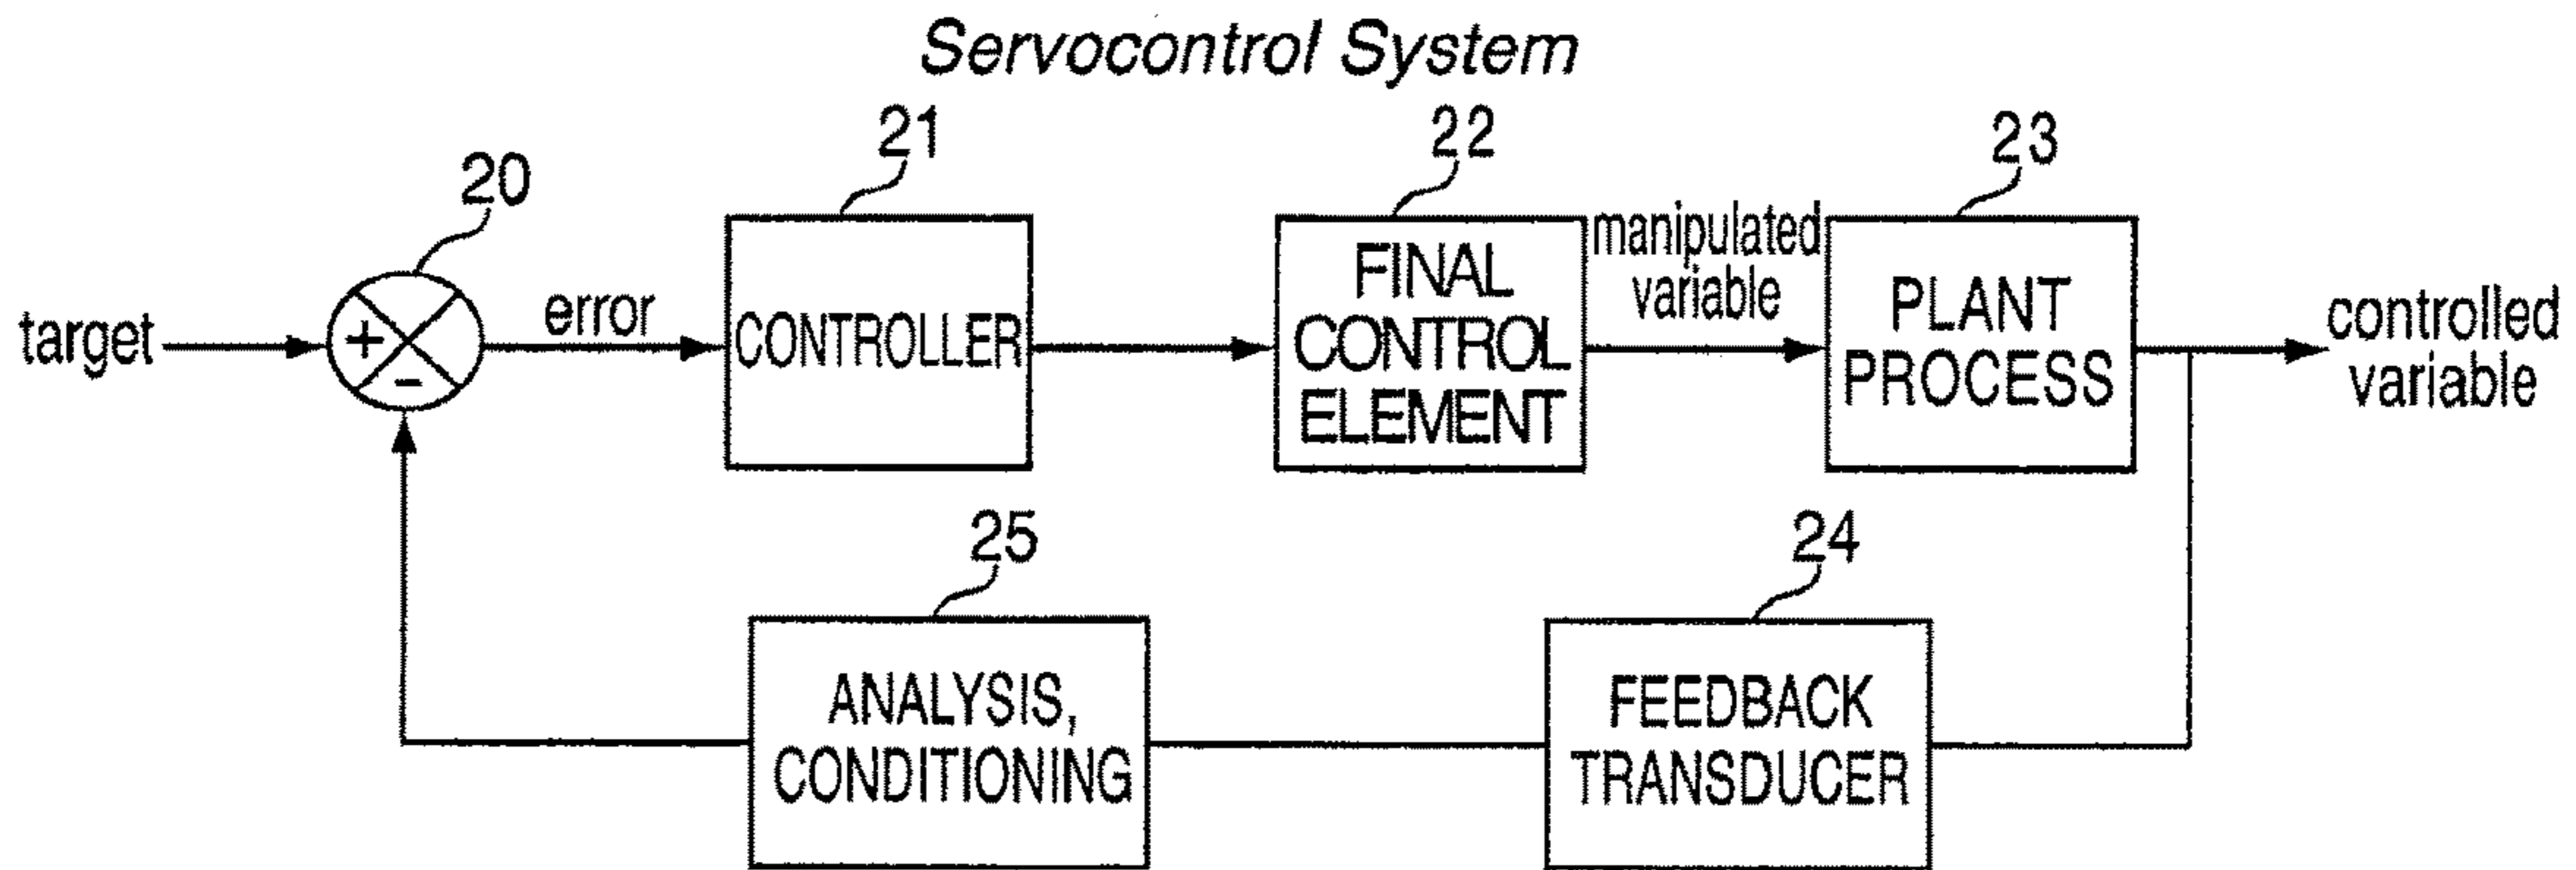 Servocontrol System
20
21
22
23
target
+
-
error
CONTROLLER
FINAL
CONTROL
ELEMENT
manipulated
variable
PLANT
PROCESS
controlled
variable
25
24
ANALYSIS,
CONDITIONING
FEEDBACK
TRANSDUCER